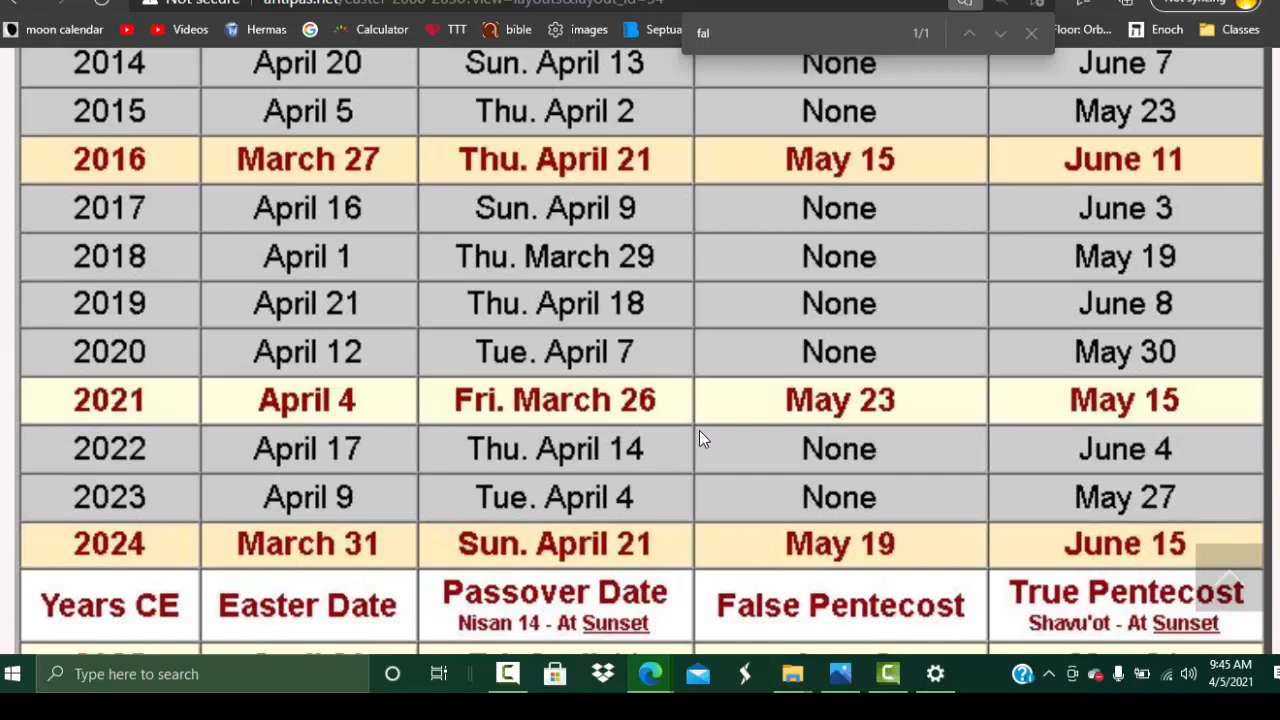 Not secured
fal 1/1
Not syncing
moon calendar Videos Hermas Calculator TTT bible images Septua Floor: Orb... Enoch Classes
2014 April 20 Sun. April 13 None June 7
2015 April 5 Thu. April 2 None May 23
2016 March 27 Thu. April 21 May 15 June 11
2017 April 16 Sun. April 9 None June 3
2018 April 1 Thu. March 29 None May 19
2019 April 21 Thu. April 18 None June 8
2020 April 12 Tue. April 7 None May 30
2021 April 4 Fri. March 26 May 23 May 15
2022 April 17 Thu. April 14 None June 4
2023 April 9 Tue. April 4 None May 27
2024 March 31 Sun. April 21 May 19 June 15
Years CE Easter Date Passover Date False Pentecost True Pentecost
Nisan 14 - At Sunset Shavu'ot - At Sunset
Type here to search
9:45 AM
4/5/2021